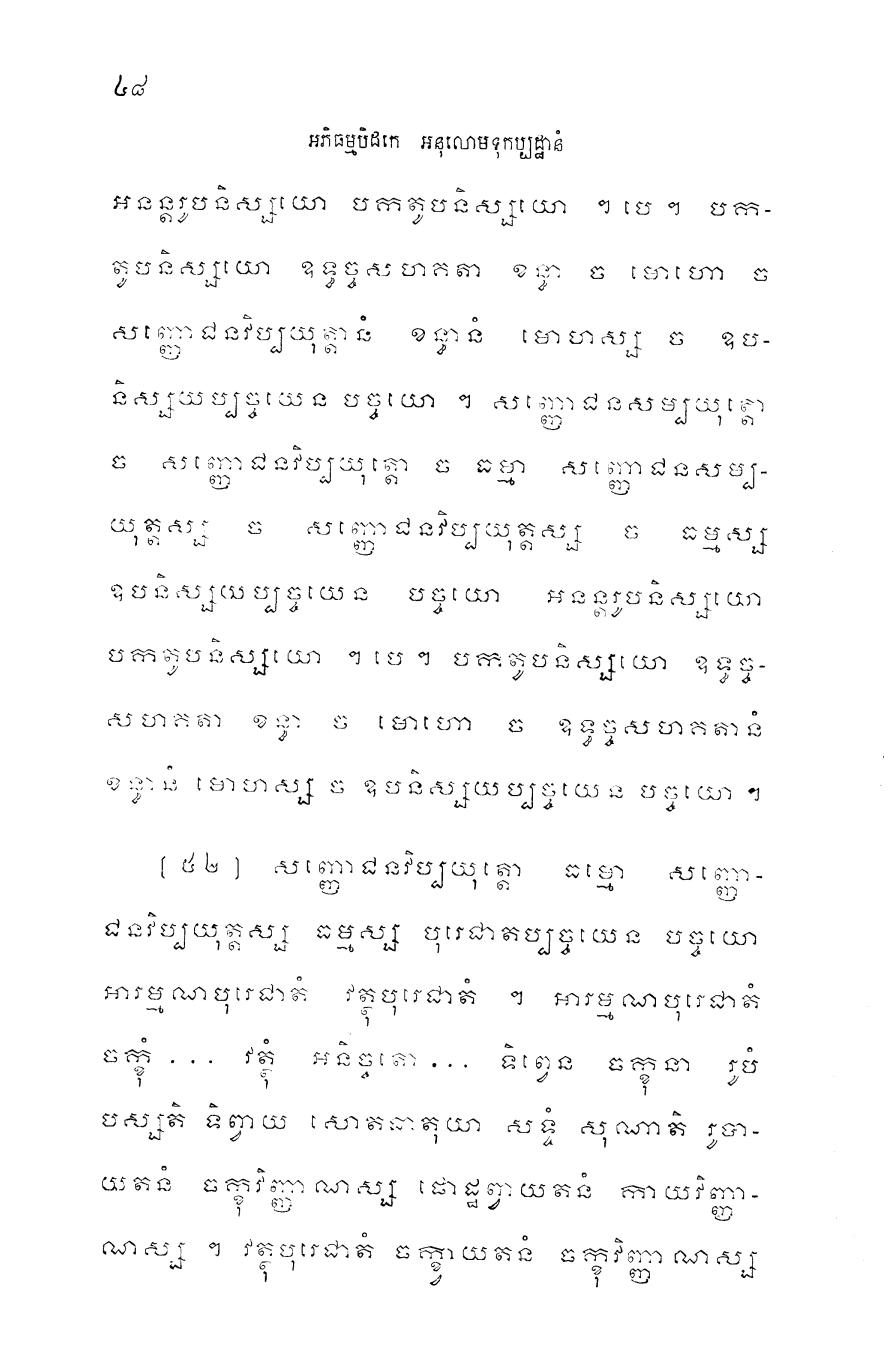 ៤៨
អភិធម្មបិដកេ អនុលោមទុកប្បដ្ឋានំ
អនន្តរូបនិស្សយោ បកតូបនិស្សយោ ។ បេ ។ បក-
តូបនិស្សយោ ឧទ្ធច្ចសហគតា ខន្ធា ច មោហោ ច
សញ្ញោជនវិប្បយុត្តានំ ខន្ធានំ មោហស្ស ច ឧប-
និស្សយប្បច្ចយេន បច្ចយោ ។ សញ្ញោជនសម្បយុត្តោ
ច សញ្ញោជនវិប្បយុត្តោ ច ធម្មា សញ្ញោជនសម្ប-
យុត្តស្ស ច សញ្ញោជនវិប្បយុត្តស្ស ច ធម្មស្ស
ឧបនិស្សយប្បច្ចយេន បច្ចយោ អនន្តរូបនិស្សយោ
បកតូបនិស្សយោ ។ បេ ។ បកតូបនិស្សយោ ឧទ្ធច្ច-
សហគតា ខន្ធា ច មោហោ ច ឧទ្ធច្ចសហគតានំ
ខន្ធានំ មោហស្ស ច ឧបនិស្សយប្បច្ចយេន បច្ចយោ ។
[ ៥២ ] សញ្ញោជនវិប្បយុត្តោ ធម្មោ សញ្ញោ-
ជនវិប្បយុត្តស្ស ធម្មស្ស បុរេជាតប្បច្ចយេន បច្ចយោ
អារម្មណបុរេជាតំ វត្ថុបុរេជាតំ ។ អារម្មណបុរេជាតំ
ចក្ខុំ ... វត្ថុំ អនិច្ចតោ ... ទិព្វេន ចក្ខុនា រូបំ
បស្សតិ ទិព្វាយ សោតធាតុយា សទ្ទំ សុណាតិ រូបា-
យតនំ ចក្ខុវិញ្ញាណស្ស ផោដ្ឋព្វាយតនំ កាយវិញ្ញា-
ណស្ស ។ វត្ថុបុរេជាតំ ចក្ខ្វាយតនំ ចក្ខុវិញ្ញាណស្ស